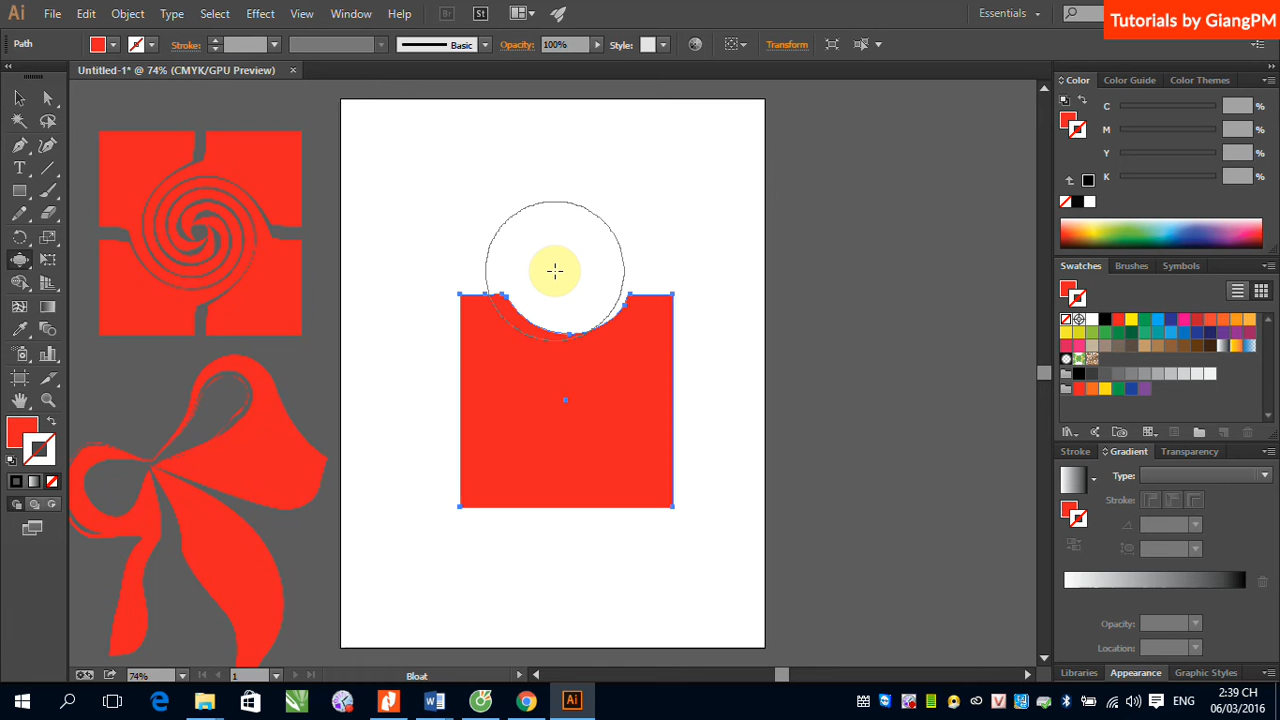 Ai File Edit Object Type Select Effect View Window Help Br St Essentials
Tutorials by GiangPM
Path Stroke: Basic Opacity: 100% Style: Transform
Untitled-1* @ 74% (CMYK/GPU Preview)
Color Color Guide Color Themes
C %
M %
Y %
K %
Swatches Brushes Symbols
Stroke Gradient Transparency
Type:
Stroke:
Opacity:
Location:
Libraries Appearance Graphic Styles
74% 1 Bloat
ENG
2:39 CH
06/03/2016